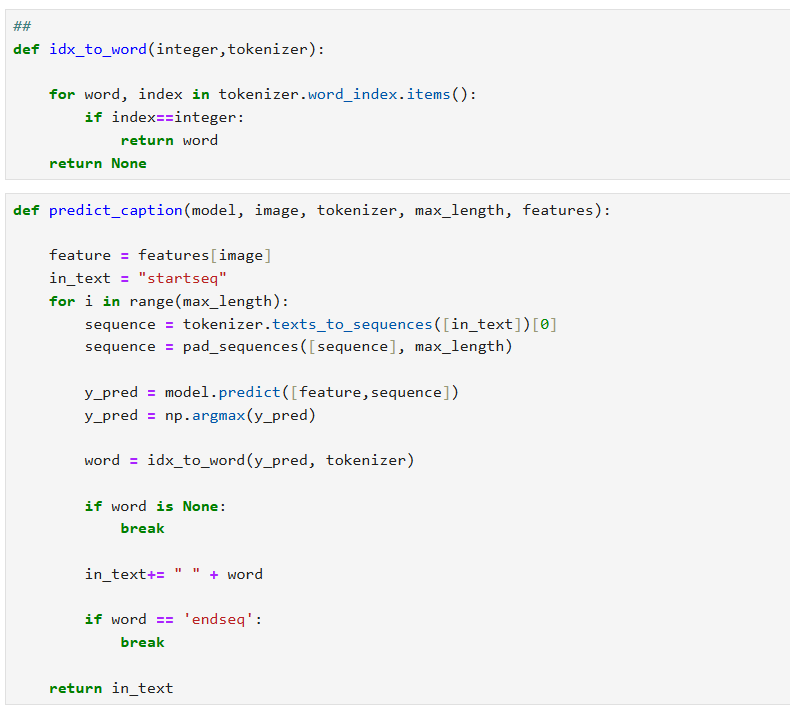 ##
def idx_to_word(integer,tokenizer):
    for word, index in tokenizer.word_index.items():
        if index==integer:
            return word
    return None
def predict_caption(model, image, tokenizer, max_length, features):
    feature = features[image]
    in_text = "startseq"
    for i in range(max_length):
        sequence = tokenizer.texts_to_sequences([in_text])[0]
        sequence = pad_sequences([sequence], max_length)
        y_pred = model.predict([feature,sequence])
        y_pred = np.argmax(y_pred)
        word = idx_to_word(y_pred, tokenizer)
        if word is None:
            break
        in_text+= " " + word
        if word == 'endseq':
            break
    return in_text